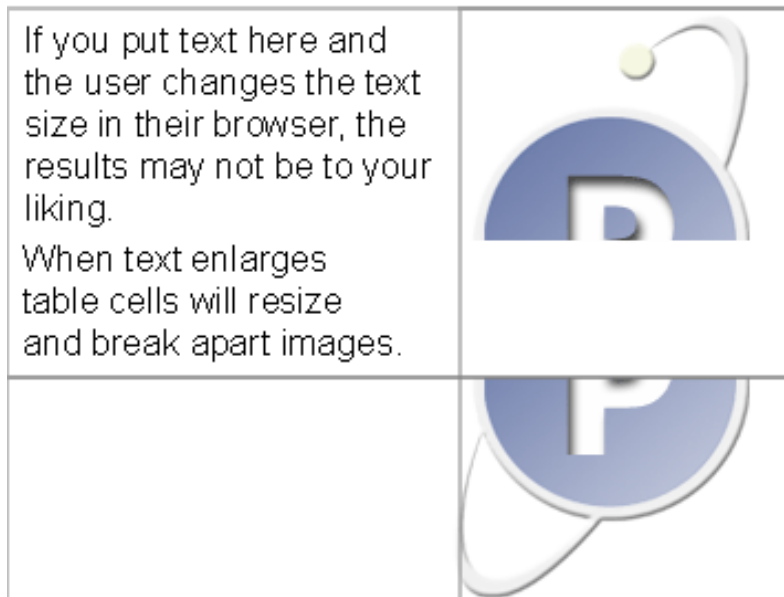 If you put text here and
the user changes the text
size in their browser, the
results may not be to your
liking.
When text enlarges
table cells will resize
and break apart images.
P